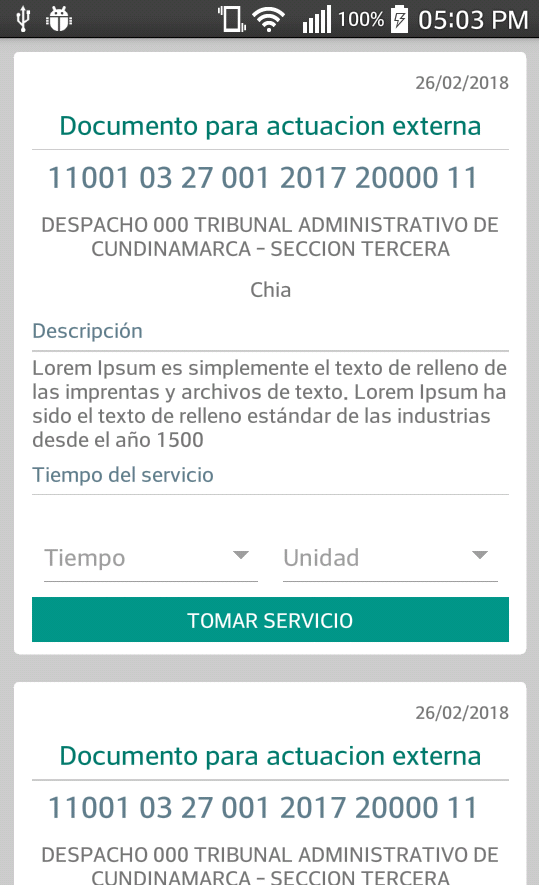 100% 05:03 PM
26/02/2018
Documento para actuacion externa
11001 03 27 001 2017 20000 11
DESPACHO 000 TRIBUNAL ADMINISTRATIVO DE
CUNDINAMARCA - SECCION TERCERA
Chia
Descripción
Lorem Ipsum es simplemente el texto de relleno de
las imprentas y archivos de texto. Lorem Ipsum ha
sido el texto de relleno estándar de las industrias
desde el año 1500
Tiempo del servicio
Tiempo Unidad
TOMAR SERVICIO
26/02/2018
Documento para actuacion externa
11001 03 27 001 2017 20000 11
DESPACHO 000 TRIBUNAL ADMINISTRATIVO DE
CUNDINAMARCA - SECCION TERCERA